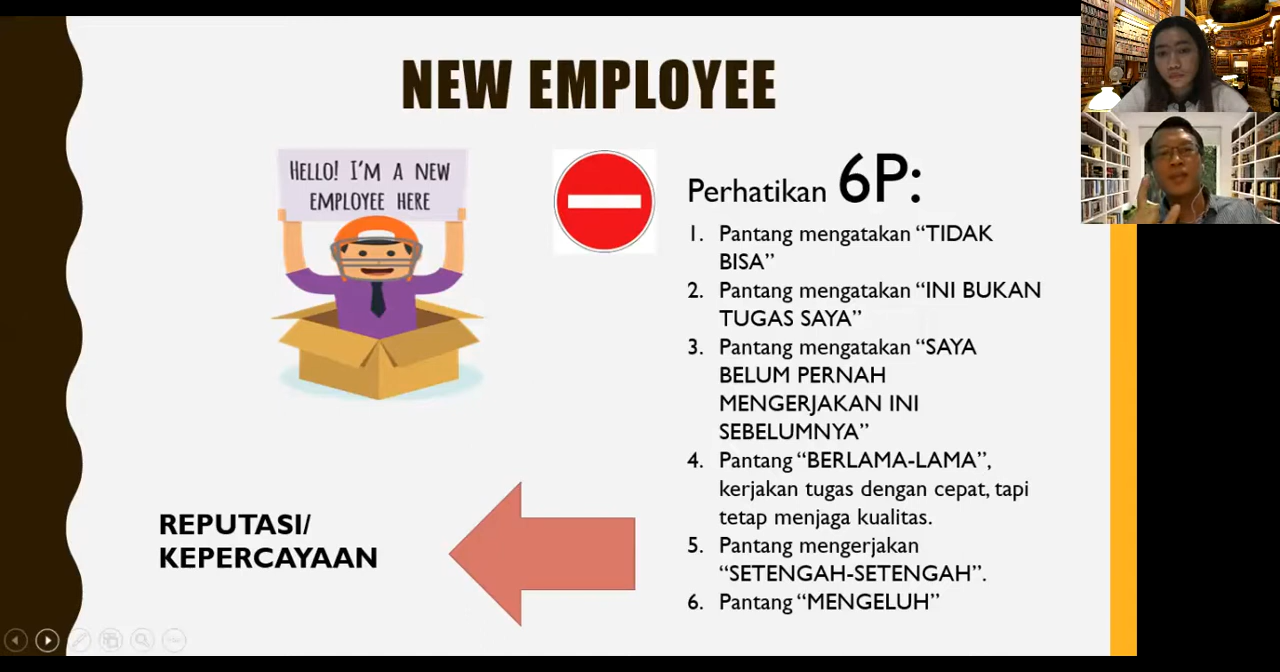 NEW EMPLOYEE
HELLO! I'M A NEW
EMPLOYEE HERE
Perhatikan 6P:
1. Pantang mengatakan “TIDAK
BISA”
2. Pantang mengatakan “INI BUKAN
TUGAS SAYA”
3. Pantang mengatakan “SAYA
BELUM PERNAH
MENGERJAKAN INI
SEBELUMNYA”
4. Pantang “BERLAMA-LAMA”,
kerjakan tugas dengan cepat, tapi
tetap menjaga kualitas.
5. Pantang mengerjakan
“SETENGAH-SETENGAH”.
6. Pantang “MENGELUH”
REPUTASI/
KEPERCAYAAN